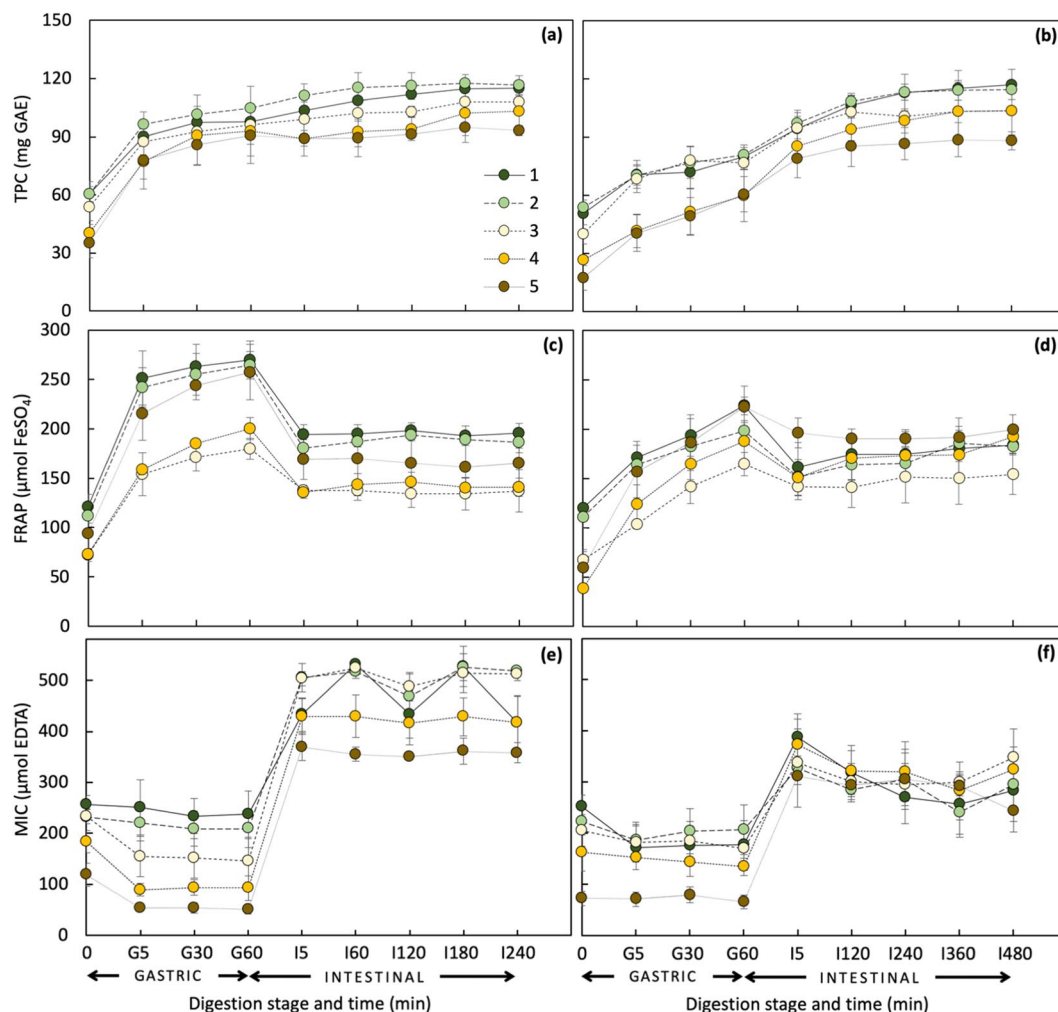 (a)
(b)
TPC (mg GAE)
150
120
90
60
30
0
1
2
3
4
5
(c)
(d)
FRAP (µmol FeSO₄)
300
250
200
150
100
50
0
(e)
(f)
MIC (µmol EDTA)
500
400
300
200
100
0
0 G5 G30 G60 I5 I60 I120 I180 I240
0 G5 G30 G60 I5 I120 I240 I360 I480
GASTRIC INTESTINAL
GASTRIC INTESTINAL
Digestion stage and time (min)
Digestion stage and time (min)